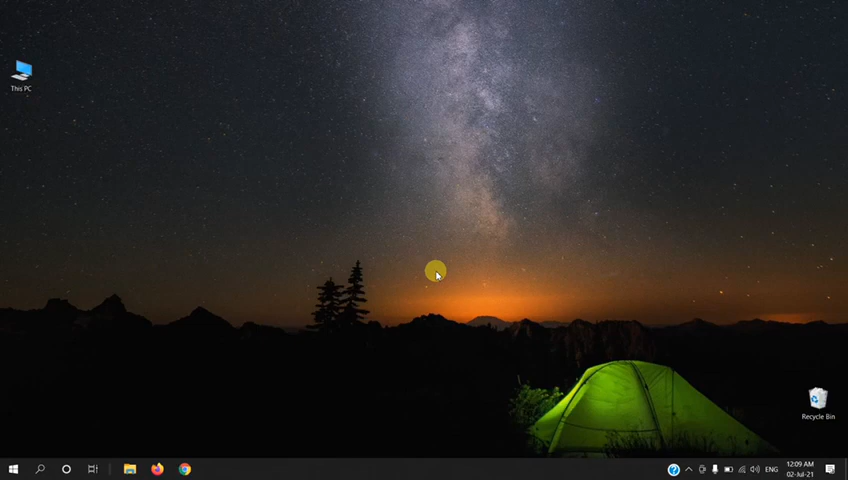 This PC
Recycle Bin
ENG
12:09 AM
02-Jul-21